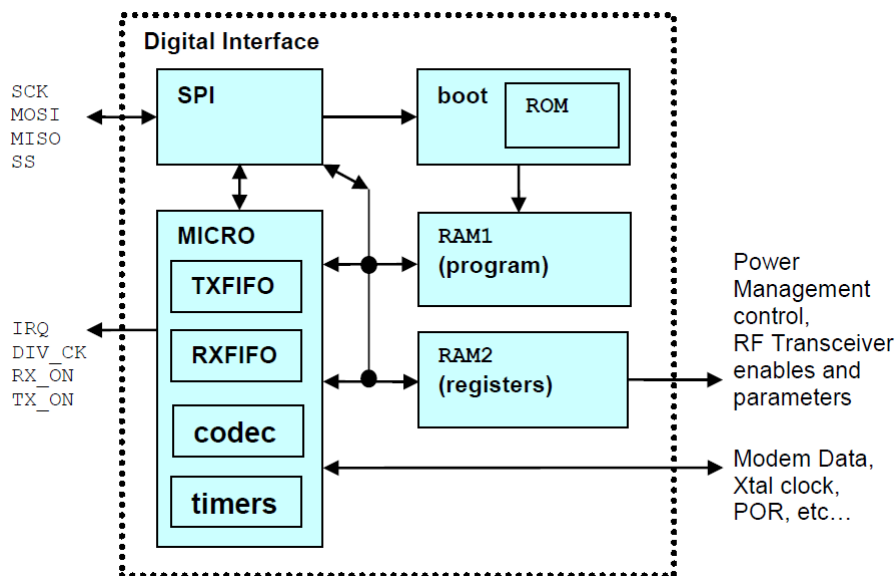 Digital Interface
SCK
MOSI
MISO
SS
SPI
boot
ROM
MICRO
TXFIFO
RXFIFO
codec
timers
RAM1
(program)
RAM2
(registers)
IRQ
DIV_CK
RX_ON
TX_ON
Power
Management
control,
RF Transceiver
enables and
parameters
Modem Data,
Xtal clock,
POR, etc…